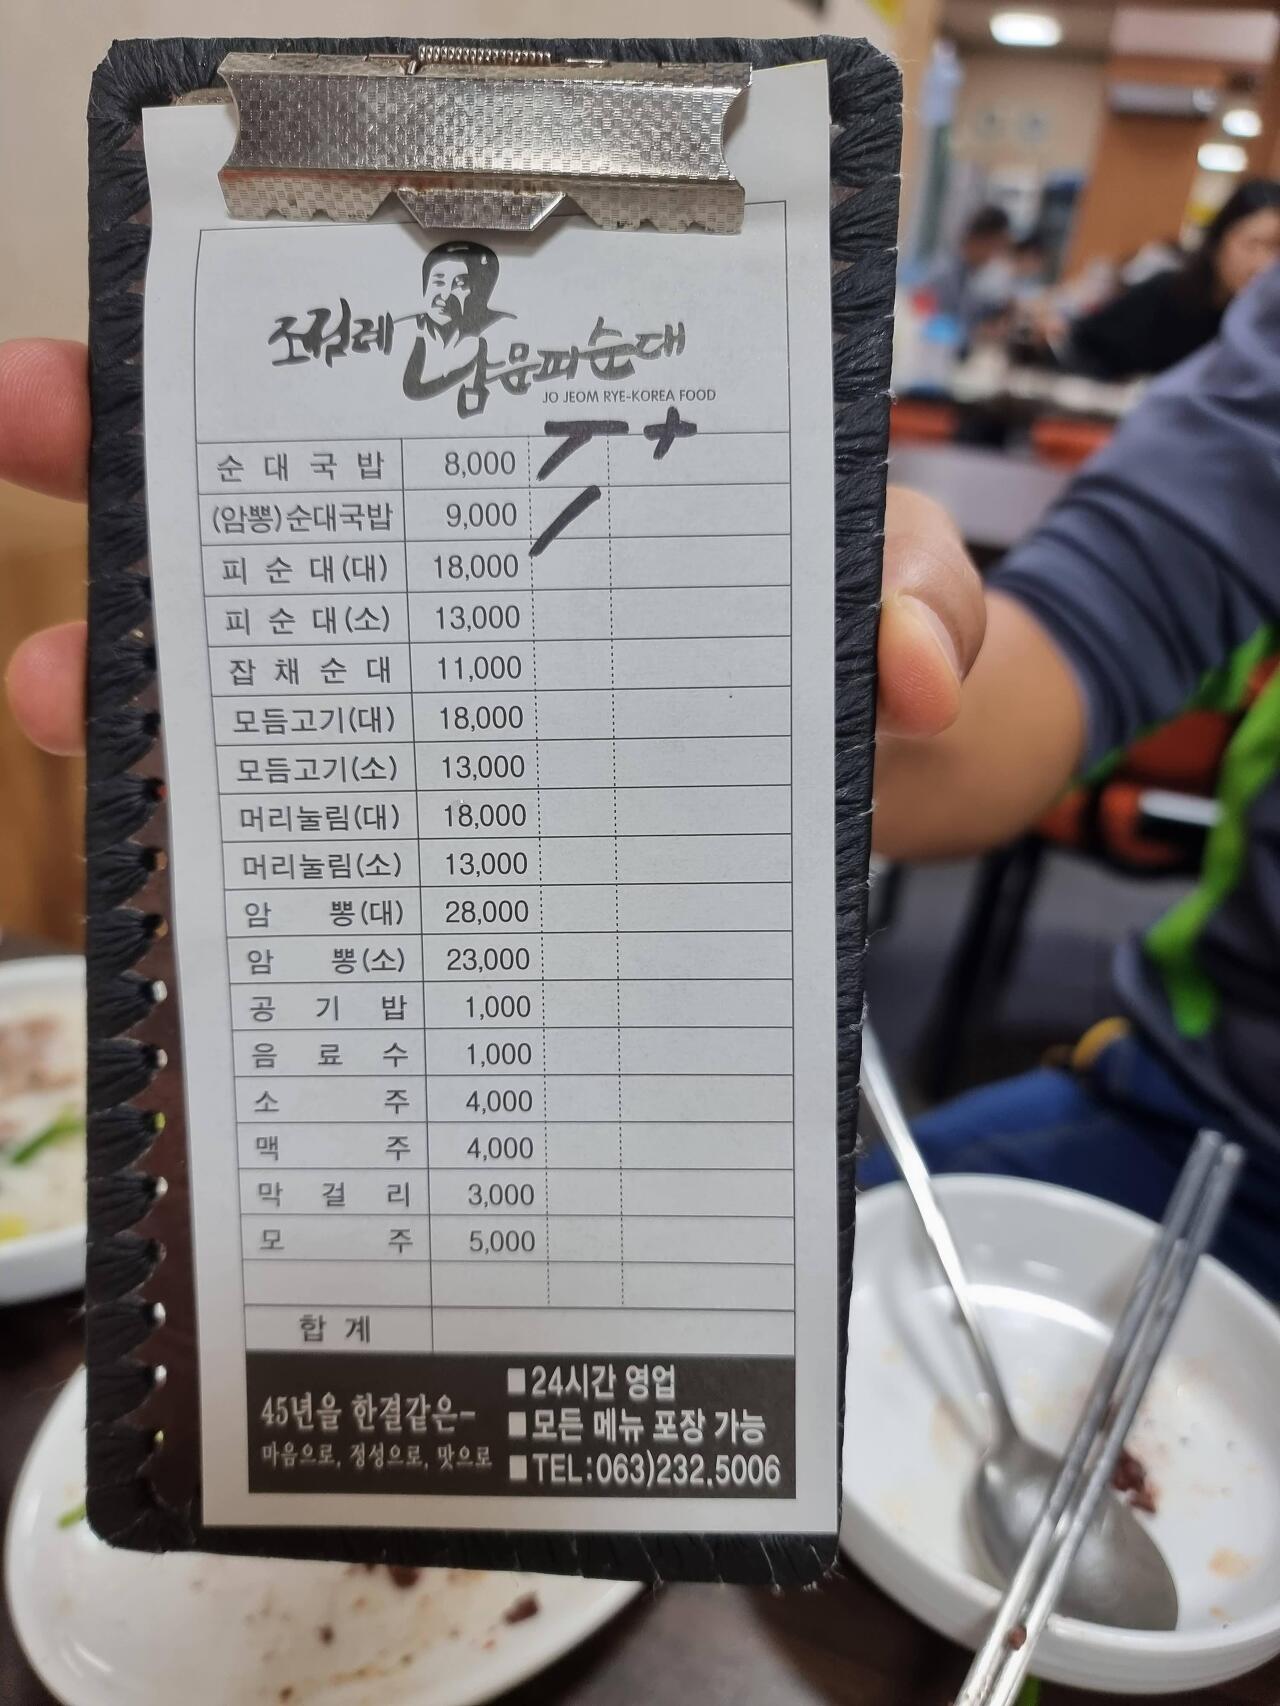 조점례
남문피순대
JO JEOM RYE-KOREA FOOD
순대국밥 8,000 ㅜ +
(암뽕)순대국밥 9,000 /
피순대(대) 18,000
피순대(소) 13,000
잡채순대 11,000
모듬고기(대) 18,000
모듬고기(소) 13,000
머리눌림(대) 18,000
머리눌림(소) 13,000
암뽕(대) 28,000
암뽕(소) 23,000
공기밥 1,000
음료수 1,000
소주 4,000
맥주 4,000
막걸리 3,000
모주 5,000
합계
45년을 한결같은-
마음으로, 정성으로, 맛으로
■24시간 영업
■모든 메뉴 포장 가능
■TEL:063)232.5006